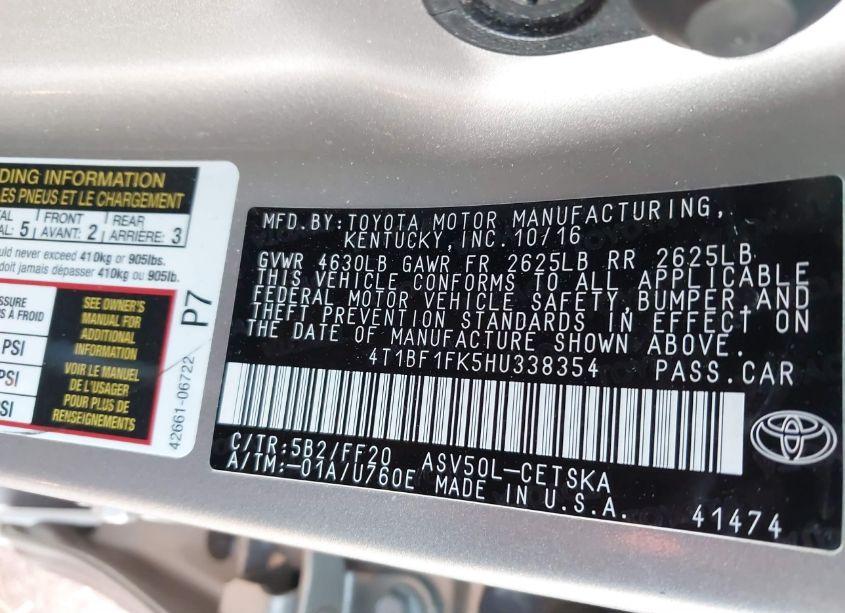 DING INFORMATION
LES PNEUS ET LE CHARGEMENT
TAL FRONT REAR
AL: 5 AVANT: 2 ARRIÈRE: 3
ould never exceed 410kg or 905lbs.
doit jamais dépasser 410kg ou 905lb.
SSURE
S À FROID
PSI
PSI
SI
SEE OWNER'S
MANUAL FOR
ADDITIONAL
INFORMATION
VOIR LE MANUEL
DE L'USAGER
POUR PLUS DE
RENSEIGNEMENTS
P7
42661-06722
MFD.BY:TOYOTA MOTOR MANUFACTURING,
KENTUCKY, INC. 10/16
GVWR 4630LB GAWR FR 2625LB RR 2625LB
THIS VEHICLE CONFORMS TO ALL APPLICABLE
FEDERAL MOTOR VEHICLE SAFETY, BUMPER, AND
THEFT PREVENTION STANDARDS IN EFFECT ON
THE DATE OF MANUFACTURE SHOWN ABOVE.
4T1BF1FK5HU338354 PASS.CAR
C/TR:5B2/FF20 ASV50L-CETSKA
A/TM:-01A/U760E MADE IN U.S.A.
41474